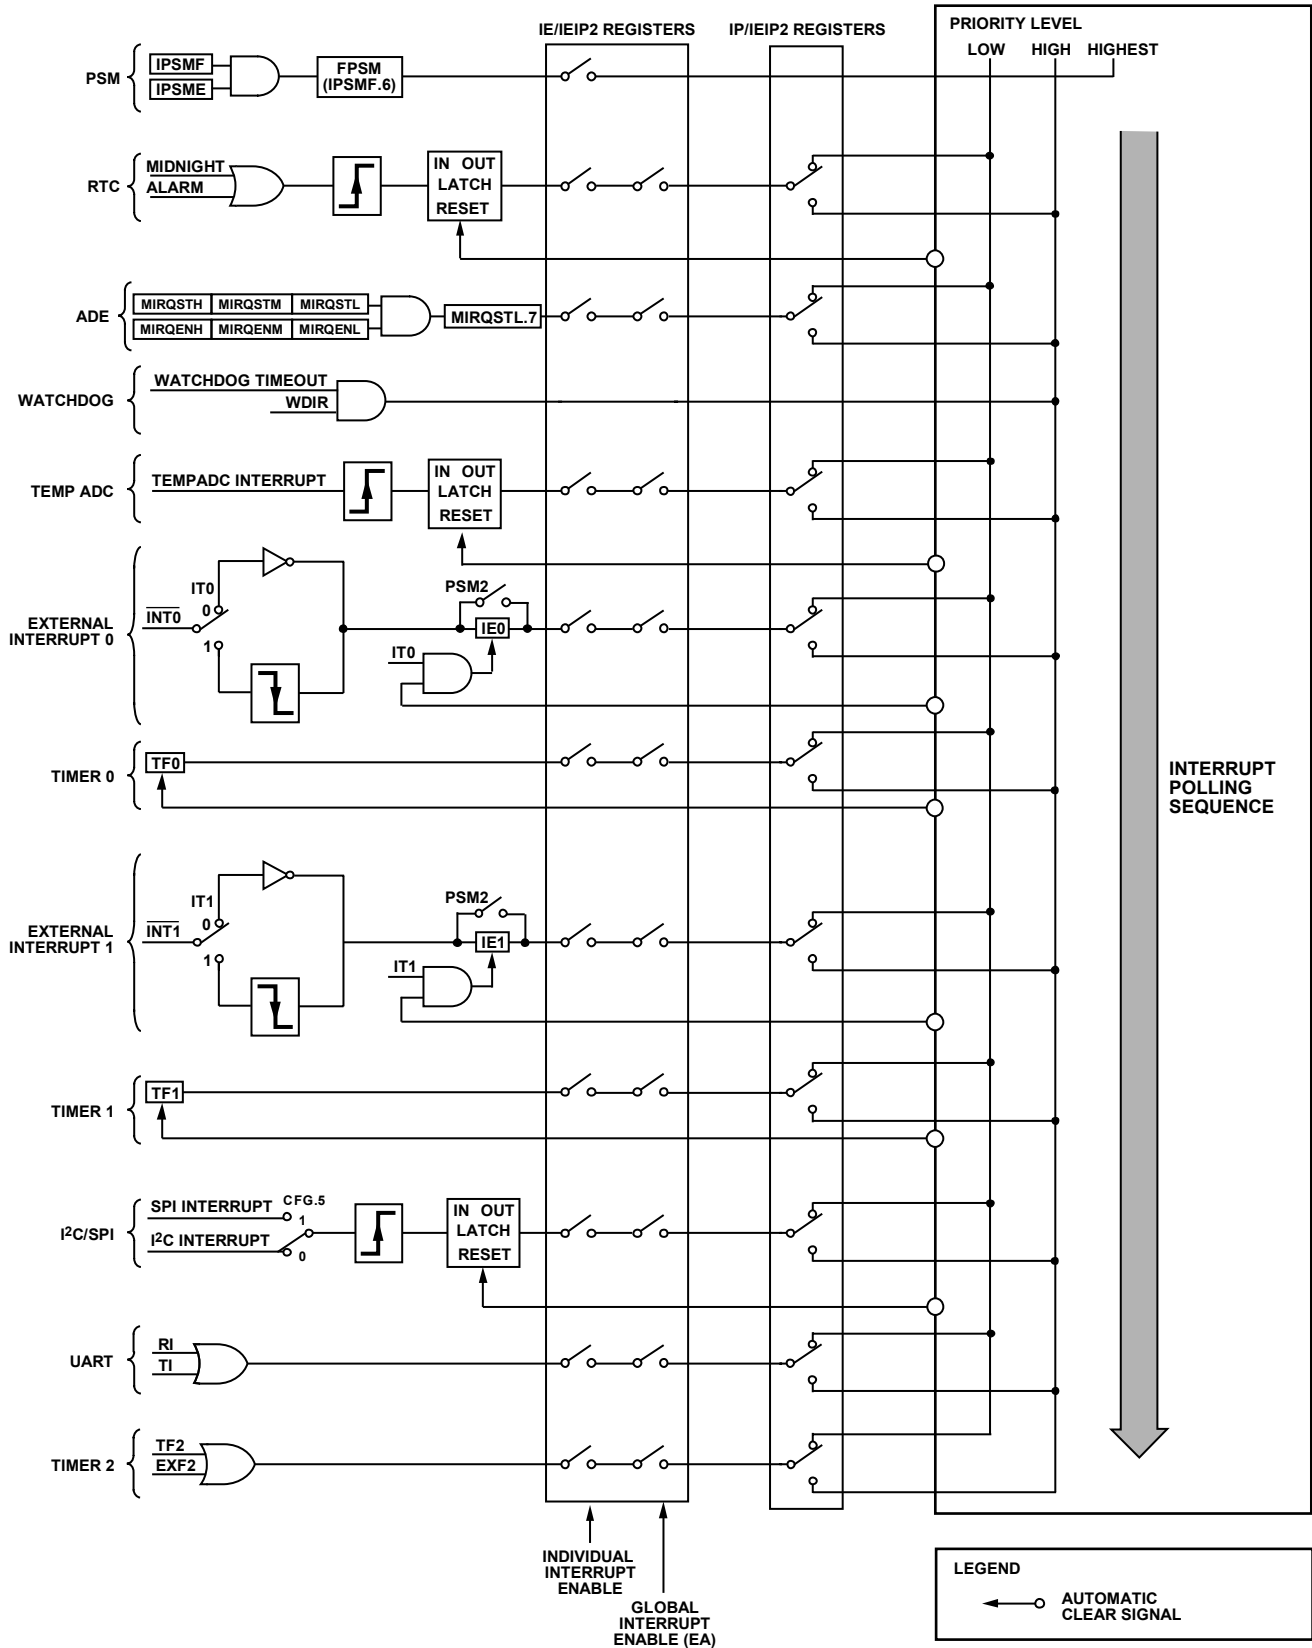 IE/IEIP2 REGISTERS
IP/IEIP2 REGISTERS
PRIORITY LEVEL
LOW HIGH HIGHEST
PSM
IPSMF
IPSME
FPSM
(IPSMF.6)
RTC
MIDNIGHT
ALARM
IN OUT
LATCH
RESET
ADE
MIRQSTH MIRQSTM MIRQSTL
MIRQENH MIRQENM MIRQENL
MIRQSTL.7
WATCHDOG
WATCHDOG TIMEOUT
WDIR
TEMP ADC
TEMPADC INTERRUPT
IN OUT
LATCH
RESET
EXTERNAL
INTERRUPT 0
INT0
IT0
0
1
PSM2
IE0
IT0
TIMER 0
TF0
INTERRUPT
POLLING
SEQUENCE
EXTERNAL
INTERRUPT 1
INT1
IT1
0
1
PSM2
IE1
IT1
TIMER 1
TF1
I2C/SPI
SPI INTERRUPT
I2C INTERRUPT
CFG.5
1
0
IN OUT
LATCH
RESET
UART
RI
TI
TIMER 2
TF2
EXF2
INDIVIDUAL
INTERRUPT
ENABLE
GLOBAL
INTERRUPT
ENABLE (EA)
LEGEND
AUTOMATIC
CLEAR SIGNAL